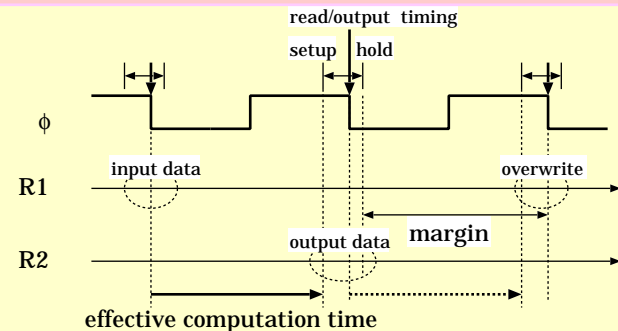 read/output timing
setup hold
ϕ
input data
overwrite
R1
margin
output data
R2
effective computation time